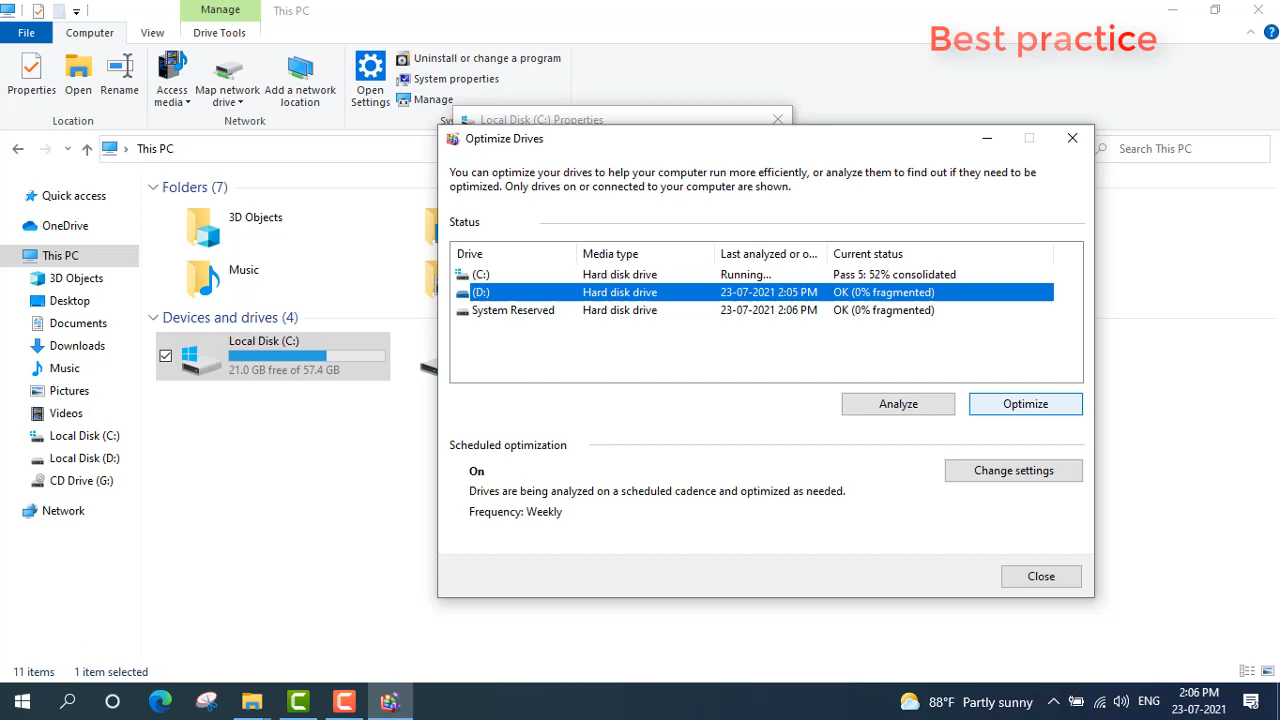 Manage
This PC
File
Computer
View
Drive Tools
Best practice
Properties
Open
Rename
Access media
Map network drive
Add a network location
Open Settings
Uninstall or change a program
System properties
Manage
Location
Network
Local Disk (C:) Properties
This PC
Search This PC
Quick access
OneDrive
This PC
3D Objects
Desktop
Documents
Downloads
Music
Pictures
Videos
Local Disk (C:)
Local Disk (D:)
CD Drive (G:)
Network
Folders (7)
3D Objects
Music
Devices and drives (4)
Local Disk (C:)
21.0 GB free of 57.4 GB
Optimize Drives
You can optimize your drives to help your computer run more efficiently, or analyze them to find out if they need to be
optimized. Only drives on or connected to your computer are shown.
Status
Drive Media type Last analyzed or o... Current status
(C:) Hard disk drive Running... Pass 5: 52% consolidated
(D:) Hard disk drive 23-07-2021 2:05 PM OK (0% fragmented)
System Reserved Hard disk drive 23-07-2021 2:06 PM OK (0% fragmented)
Analyze
Optimize
Scheduled optimization
On
Change settings
Drives are being analyzed on a scheduled cadence and optimized as needed.
Frequency: Weekly
Close
11 items 1 item selected
88°F Partly sunny
ENG
2:06 PM
23-07-2021